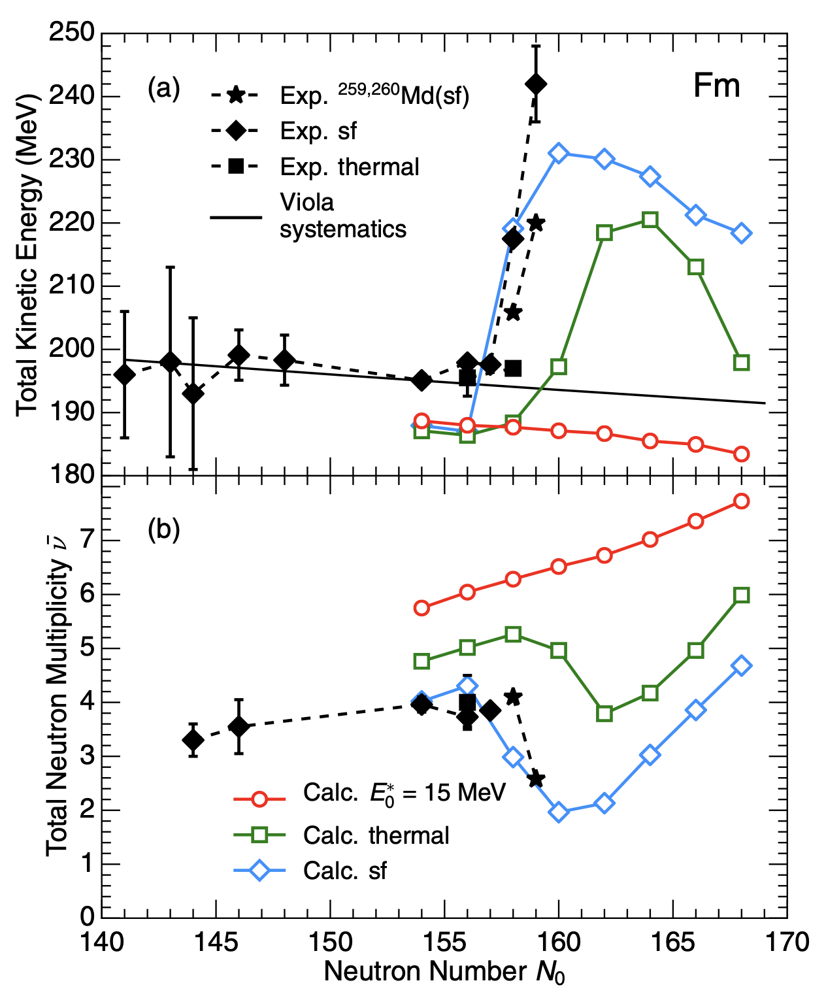 250
240
230
220
210
200
190
180
Total Kinetic Energy (MeV)
(a)
Fm
Exp. ²⁵⁹,²⁶⁰Md(sf)
Exp. sf
Exp. thermal
Viola
systematics
(b)
7
6
5
4
3
2
1
0
Total Neutron Multiplicity ν̄
Calc. E₀* = 15 MeV
Calc. thermal
Calc. sf
140 145 150 155 160 165 170
Neutron Number N₀